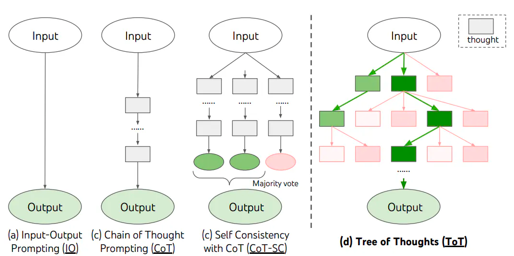 Input
Input
Input
Input
thought
......
......
......
......
Majority vote
......
Output
Output
Output
Output
(a) Input-Output
Prompting (IO)
(c) Chain of Thought
Prompting (CoT)
(c) Self Consistency
with CoT (CoT-SC)
(d) Tree of Thoughts (ToT)